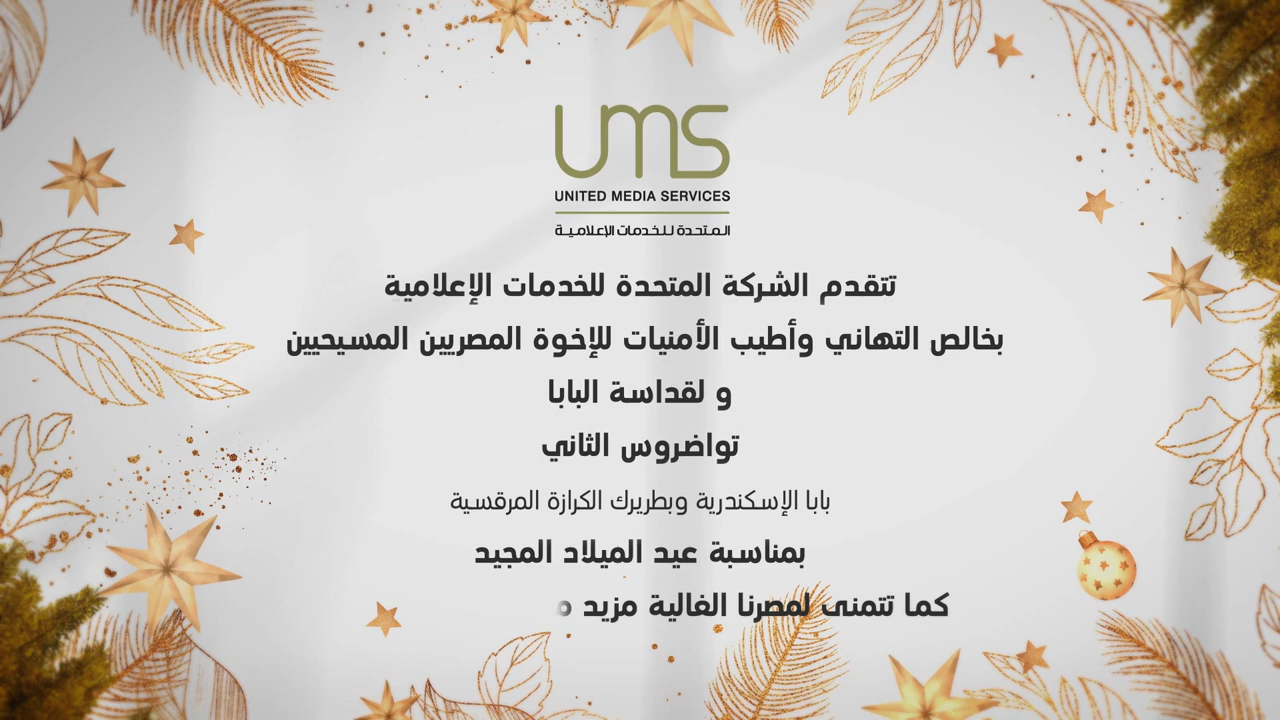 UMS
UNITED MEDIA SERVICES
المتحدة للخدمات الإعلامية
تتقدم الشركة المتحدة للخدمات الإعلامية
بخالص التهاني وأطيب الأمنيات للإخوة المصريين المسيحيين
و لقداسة البابا
تواضروس الثاني
بابا الإسكندرية وبطريرك الكرازة المرقسية
بمناسبة عيد الميلاد المجيد
كما تتمنى لمصرنا الغالية مزيد